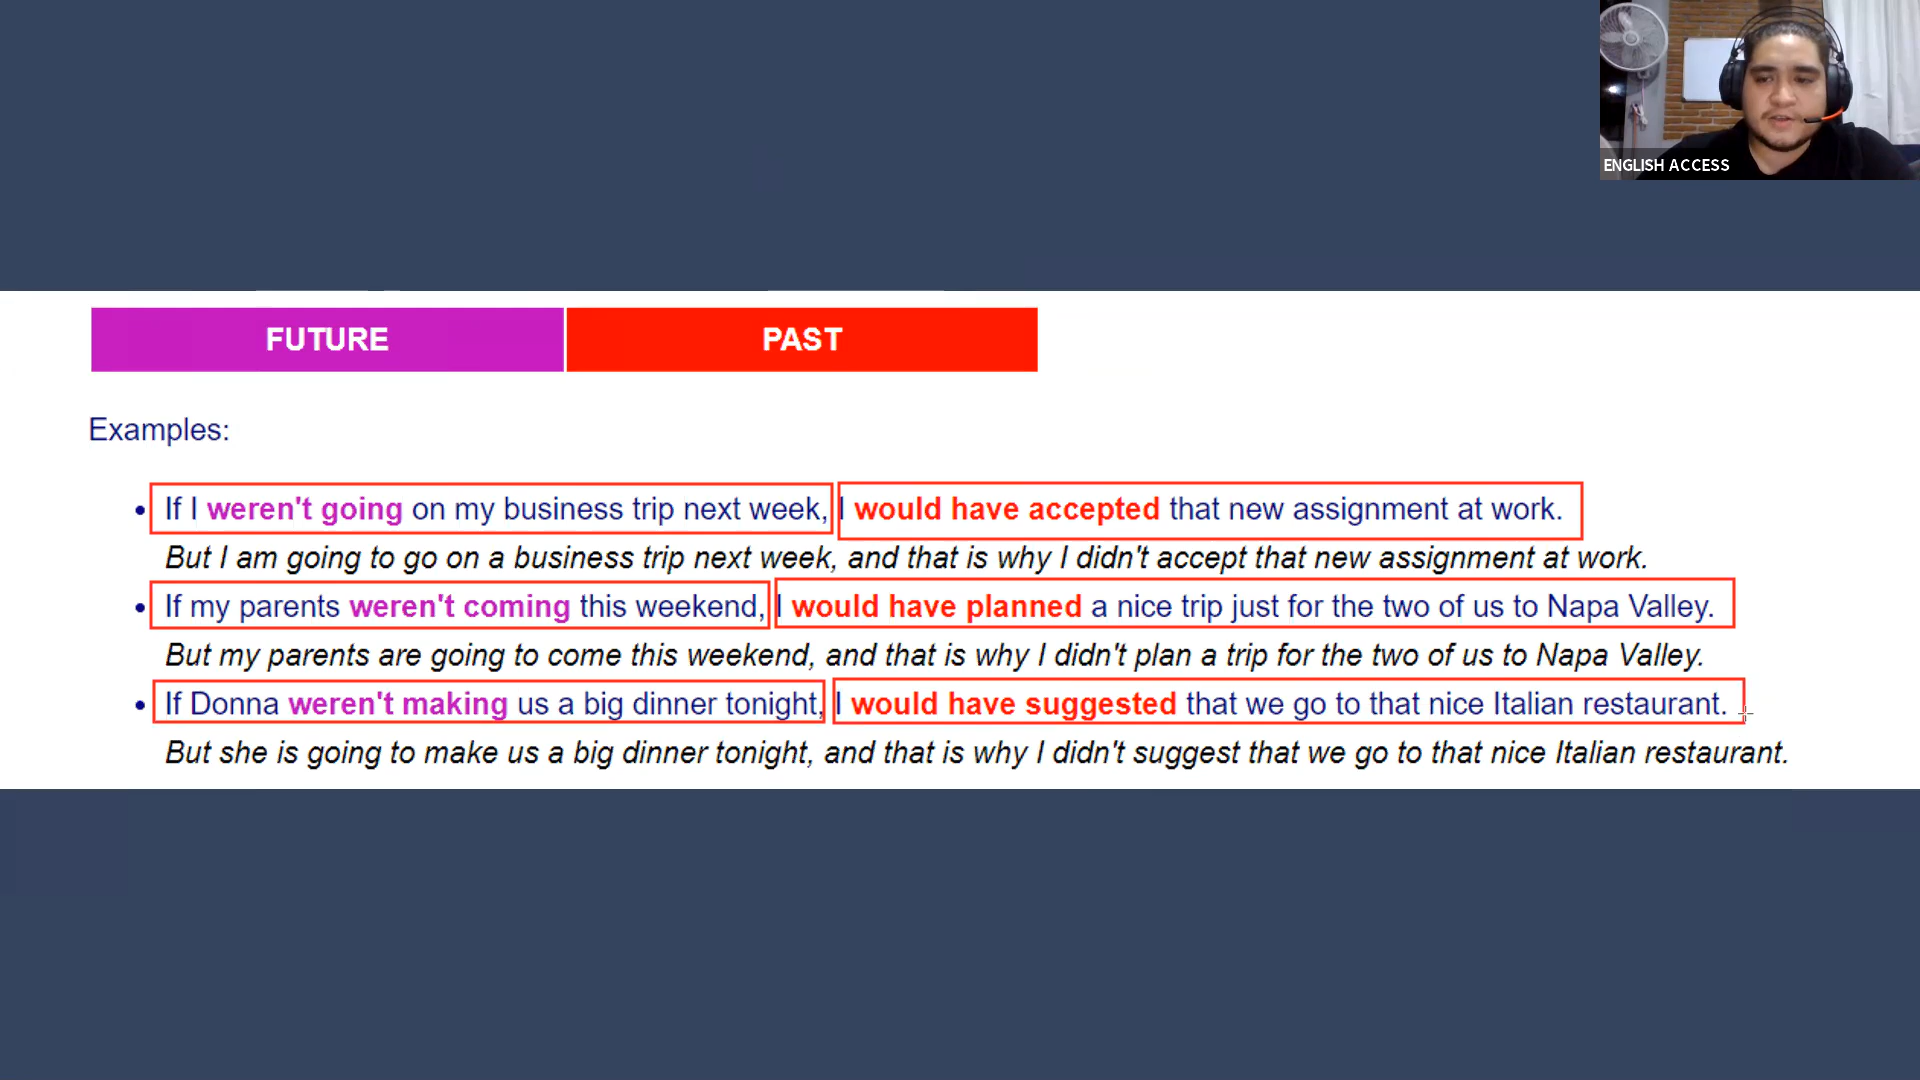 ENGLISH ACCESS
FUTURE PAST
Examples:
If I weren't going on my business trip next week, I would have accepted that new assignment at work.
But I am going to go on a business trip next week, and that is why I didn't accept that new assignment at work.
If my parents weren't coming this weekend, I would have planned a nice trip just for the two of us to Napa Valley.
But my parents are going to come this weekend, and that is why I didn't plan a trip for the two of us to Napa Valley.
If Donna weren't making us a big dinner tonight, I would have suggested that we go to that nice Italian restaurant.
But she is going to make us a big dinner tonight, and that is why I didn't suggest that we go to that nice Italian restaurant.